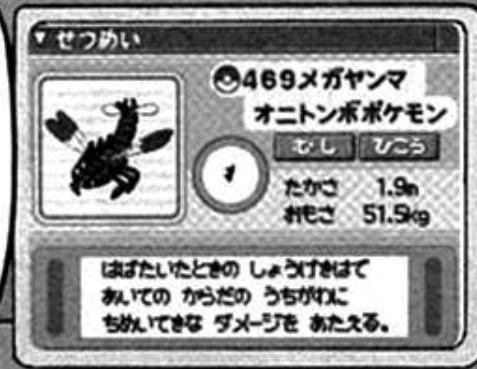 ▼せつめい
469メガヤンマ
オニトンボポケモン
むし ひこう
たかさ 1.9m
おもさ 51.5kg
はばたいたときの しょうげきはで
あいての からだの うちがわに
ちめいてきな ダメージを あたえる。